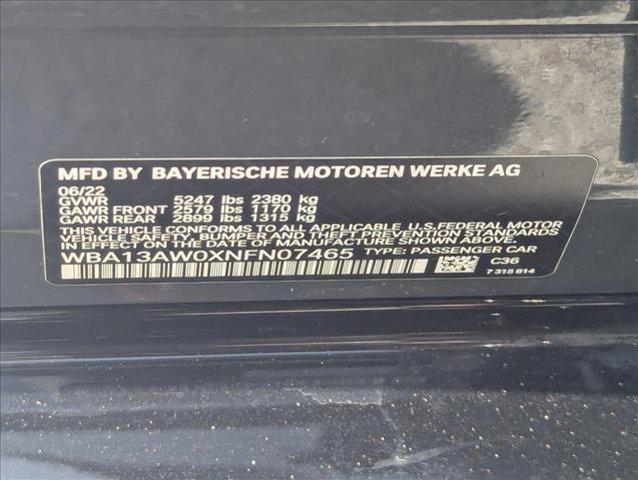 MFD BY BAYERISCHE MOTOREN WERKE AG
06/22
GVWR 5247 lbs 2380 kg
GAWR FRONT 2579 lbs 1170 kg
GAWR REAR 2899 lbs 1315 kg
THIS VEHICLE CONFORMS TO ALL APPLICABLE U.S.FEDERAL MOTOR
VEHICLE SAFETY, BUMPER, AND THEFT PREVENTION STANDARDS
IN EFFECT ON THE DATE OF MANUFACTURE SHOWN ABOVE.
WBA13AW0XNFN07465 TYPE: PASSENGER CAR
C36
7 315 814